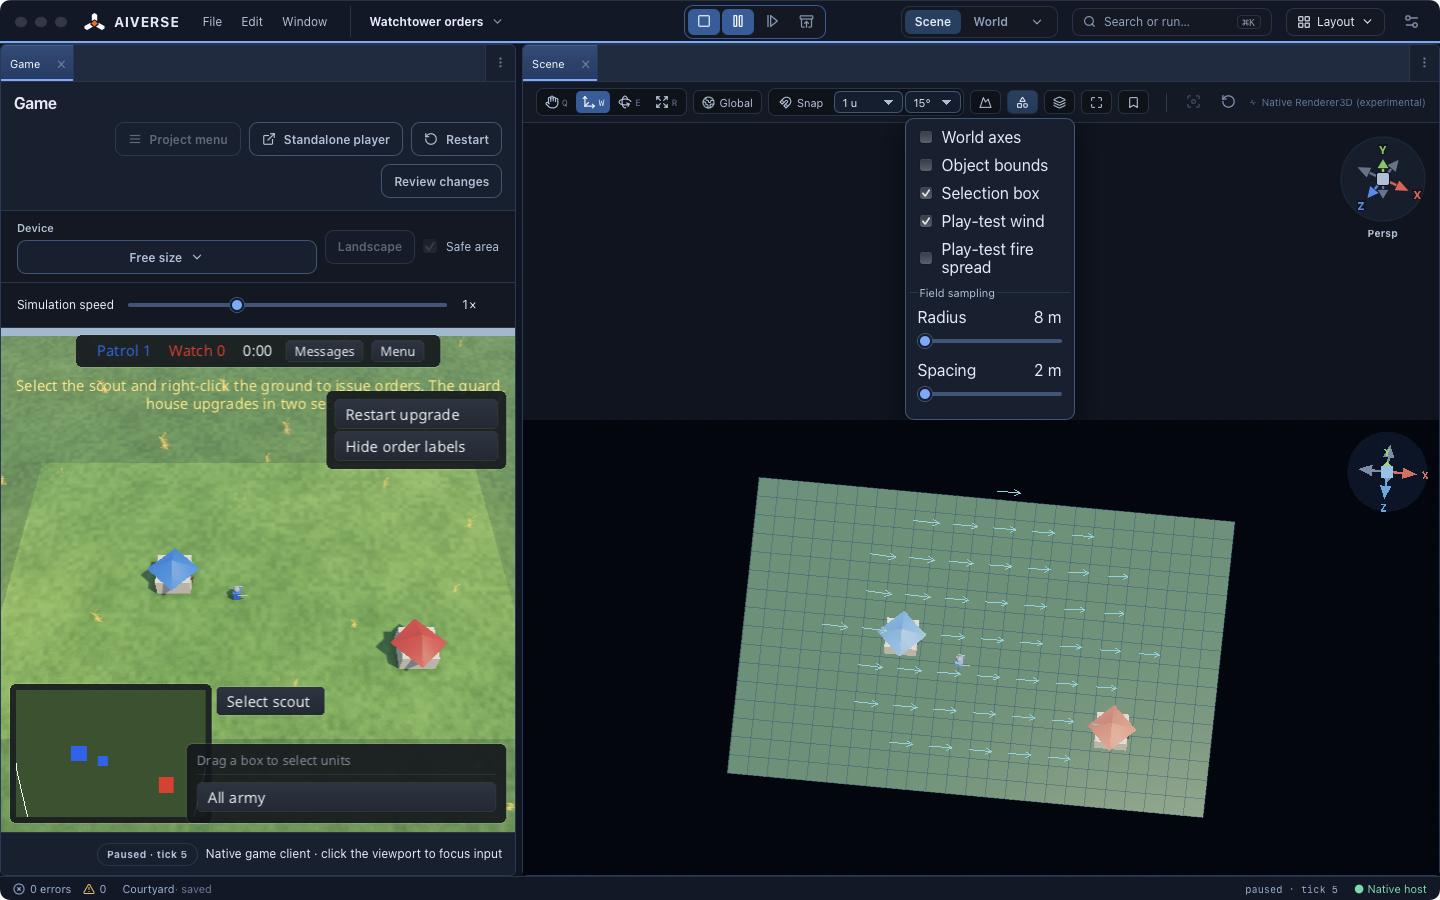 AIVERSE File Edit Window Watchtower orders
Scene World Search or run... ⌘K Layout
Game
Scene
Game
Project menu Standalone player Restart
Review changes
Device
Free size Landscape Safe area
Simulation speed 1×
Patrol 1 Watch 0 0:00 Messages Menu
Select the scout and right-click the ground to issue orders. The guard
house upgrades in two se
Restart upgrade
Hide order labels
Select scout
Drag a box to select units
All army
Paused · tick 5 Native game client · click the viewport to focus input
Q W E R Global Snap 1 u 15° Native Renderer3D (experimental)
World axes
Object bounds
Selection box
Play-test wind
Play-test fire
spread
Field sampling
Radius 8 m
Spacing 2 m
Y
X
Z
Persp
Y
X
Z
0 errors 0 Courtyard · saved paused · tick 5 Native host